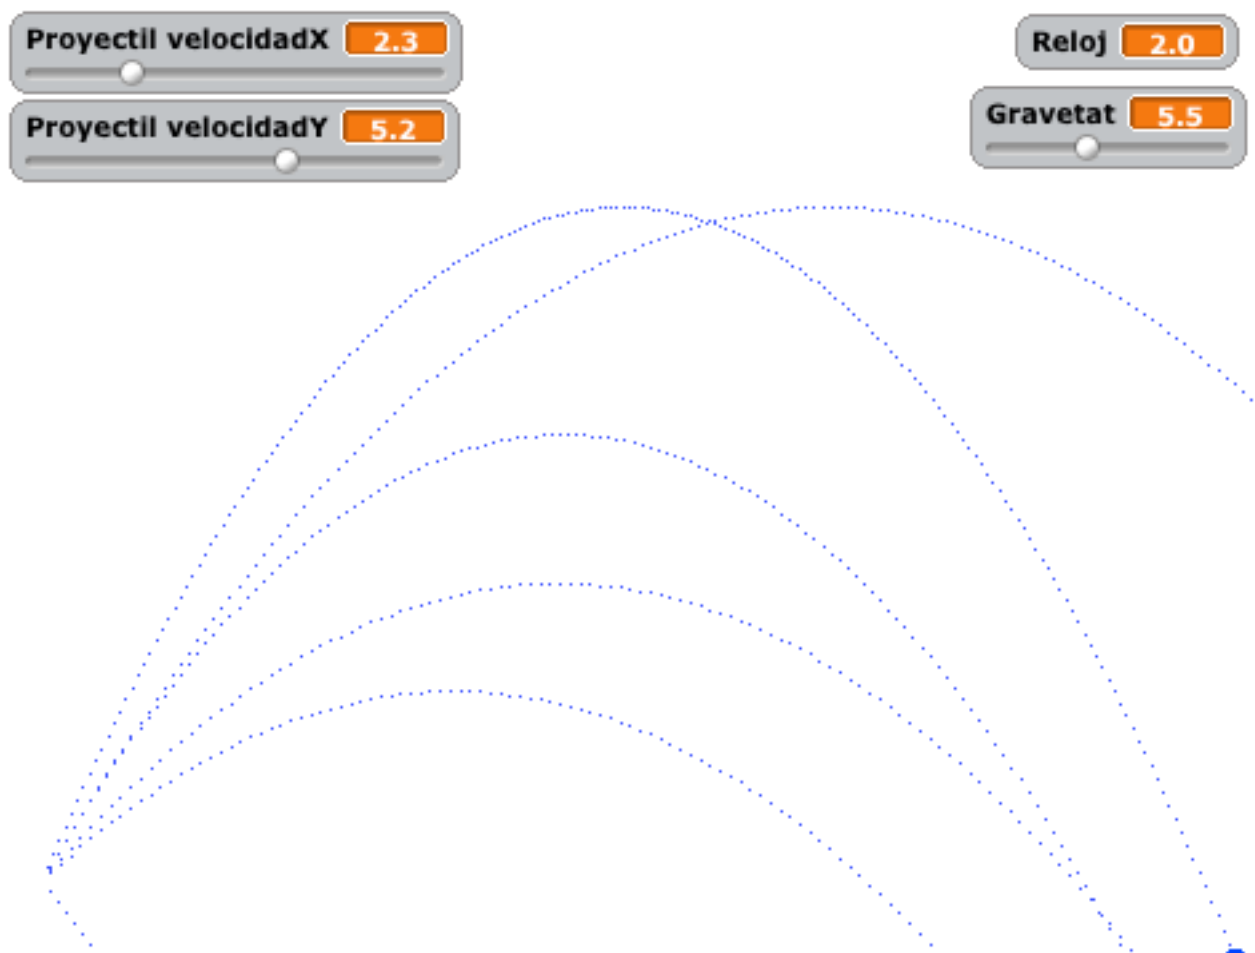 Proyectil velocidadX 2.3
Proyectil velocidadY 5.2
Reloj 2.0
Gravetat 5.5